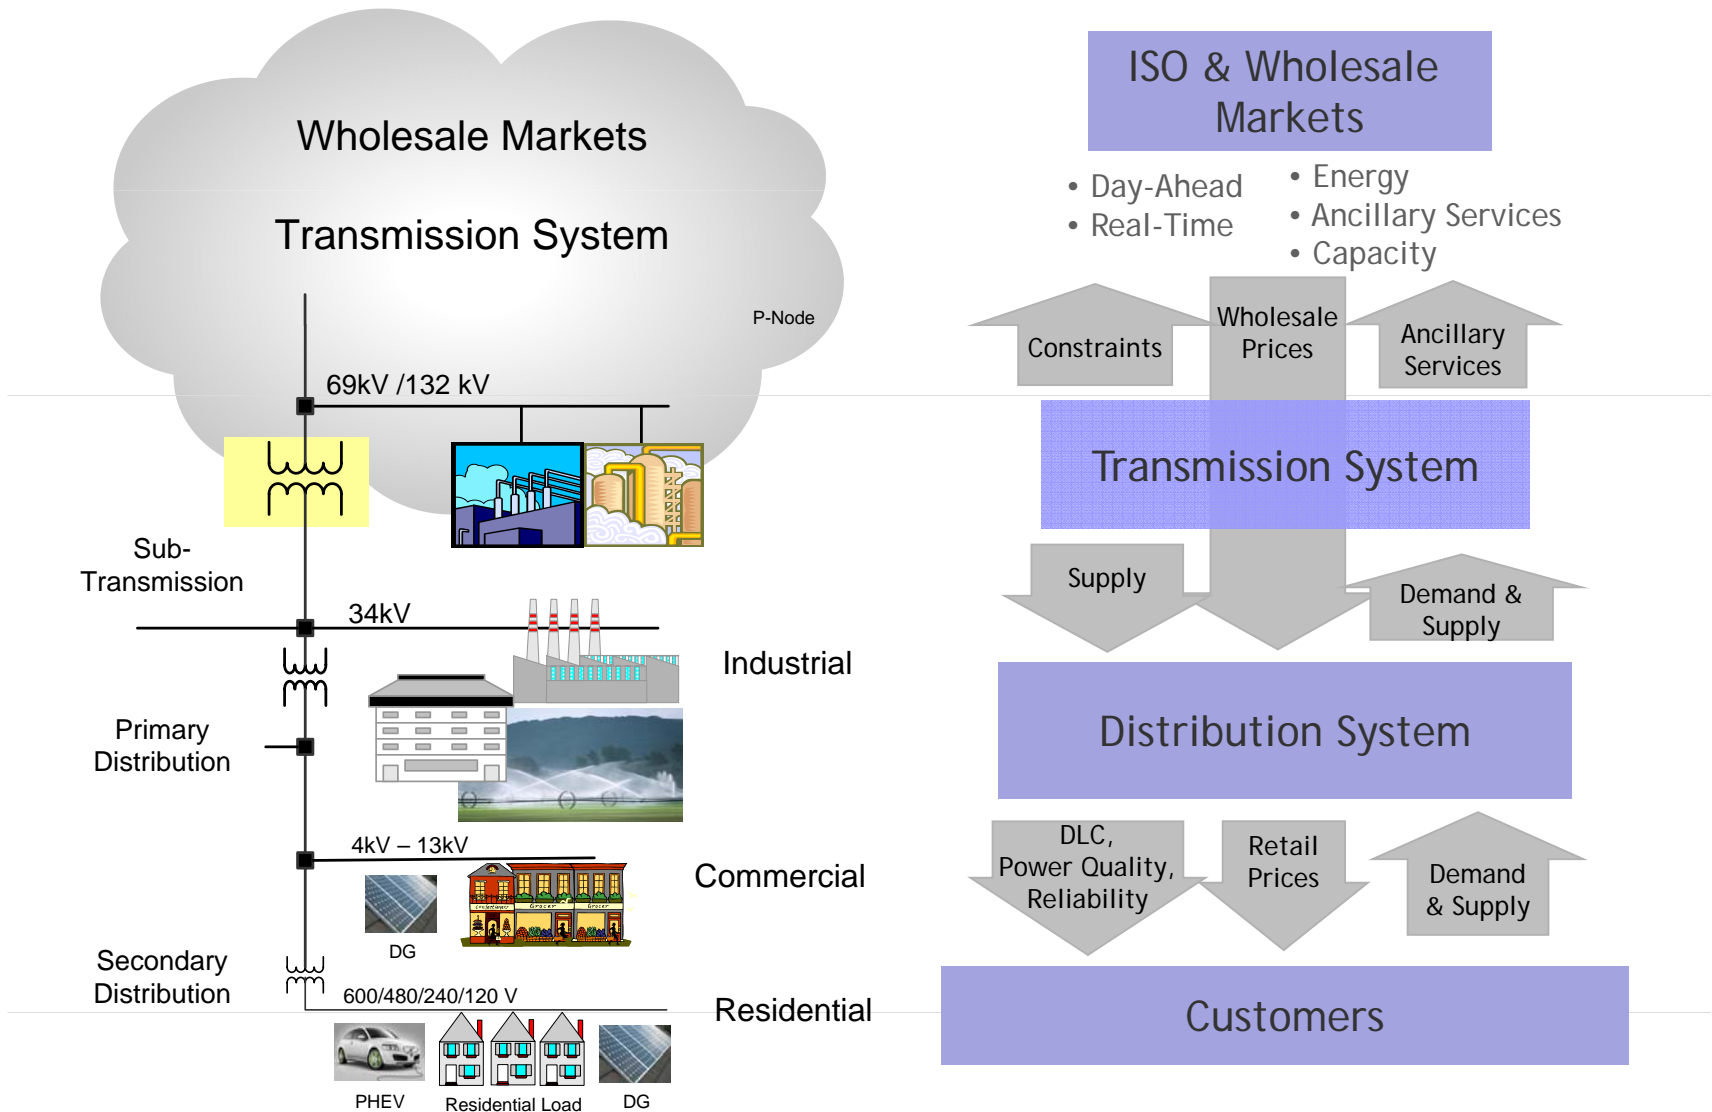 Wholesale Markets
Transmission System
P-Node
69kV /132 kV
Sub-
Transmission
34kV
Industrial
Primary
Distribution
4kV – 13kV
Commercial
Confectionery
Grocer
Grocer
DG
Secondary
Distribution
600/480/240/120 V
Residential
PHEV
Residential Load
DG
ISO & Wholesale
Markets
• Day-Ahead
• Real-Time
• Energy
• Ancillary Services
• Capacity
Constraints
Wholesale
Prices
Ancillary
Services
Transmission System
Supply
Demand &
Supply
Distribution System
DLC,
Power Quality,
Reliability
Retail
Prices
Demand
& Supply
Customers